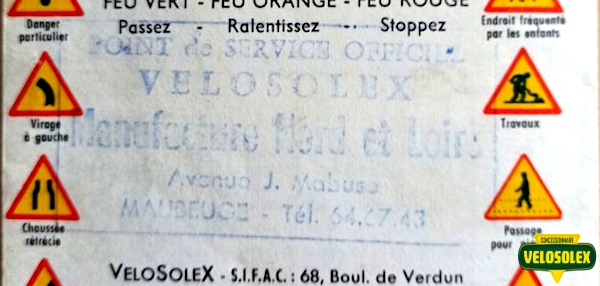 FEU VERT - FEU ORANGE - FEU ROUGE
Passez - Ralentissez - Stoppez
Danger
particulier
Endroit fréquenté
par les enfants
POINT de SERVICE OFFICIEL
VELOSOLEX
Manufacture Nord et Loire
Avenue J. Mabuse
MAUBEUGE - Tél. 64.67.43
Virage
à gauche
Travaux
Chaussée
rétrécie
Passage
pour
VELOSOLEX - S.I.F.A.C. : 68, Boul. de Verdun
CONCESSIONNAIRE
VELOSOLEX